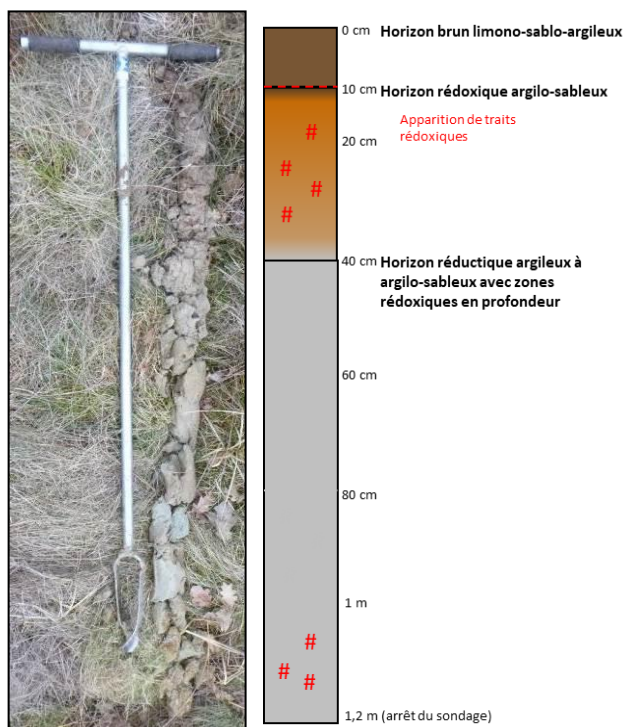 0 cm Horizon brun limono-sablo-argileux
10 cm Horizon rédoxique argilo-sableux
Apparition de traits
rédoxiques
20 cm
#
#
#
#
40 cm Horizon réductique argileux à
argilo-sableux avec zones
rédoxiques en profondeur
60 cm
80 cm
1 m
#
#
#
1,2 m (arrêt du sondage)